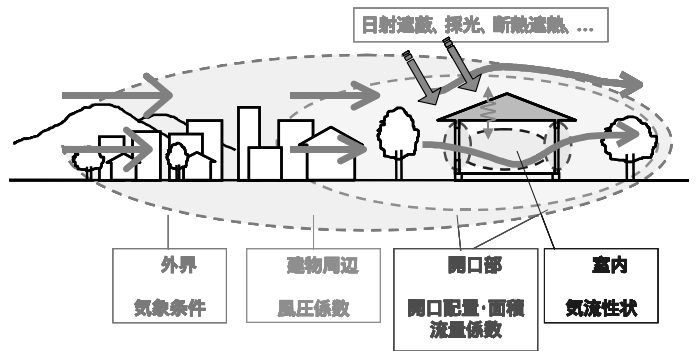 日射遮蔽、採光、断熱遮熱、…
外界
気象条件
建物周辺
風圧係数
開口部
開口配置・面積
流量係数
室内
気流性状